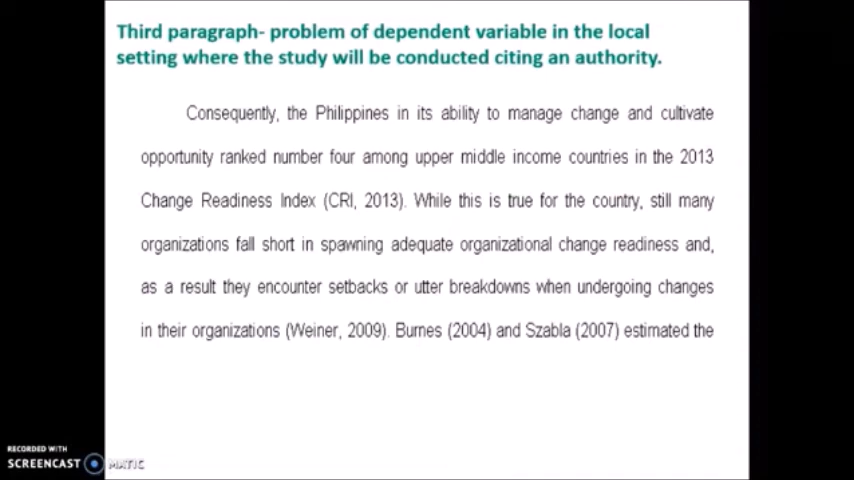 Third paragraph- problem of dependent variable in the local
setting where the study will be conducted citing an authority.
Consequently, the Philippines in its ability to manage change and cultivate
opportunity ranked number four among upper middle income countries in the 2013
Change Readiness Index (CRI, 2013). While this is true for the country, still many
organizations fall short in spawning adequate organizational change readiness and,
as a result they encounter setbacks or utter breakdowns when undergoing changes
in their organizations (Weiner, 2009). Burnes (2004) and Szabla (2007) estimated the
RECORDED WITH
SCREENCAST MATIC